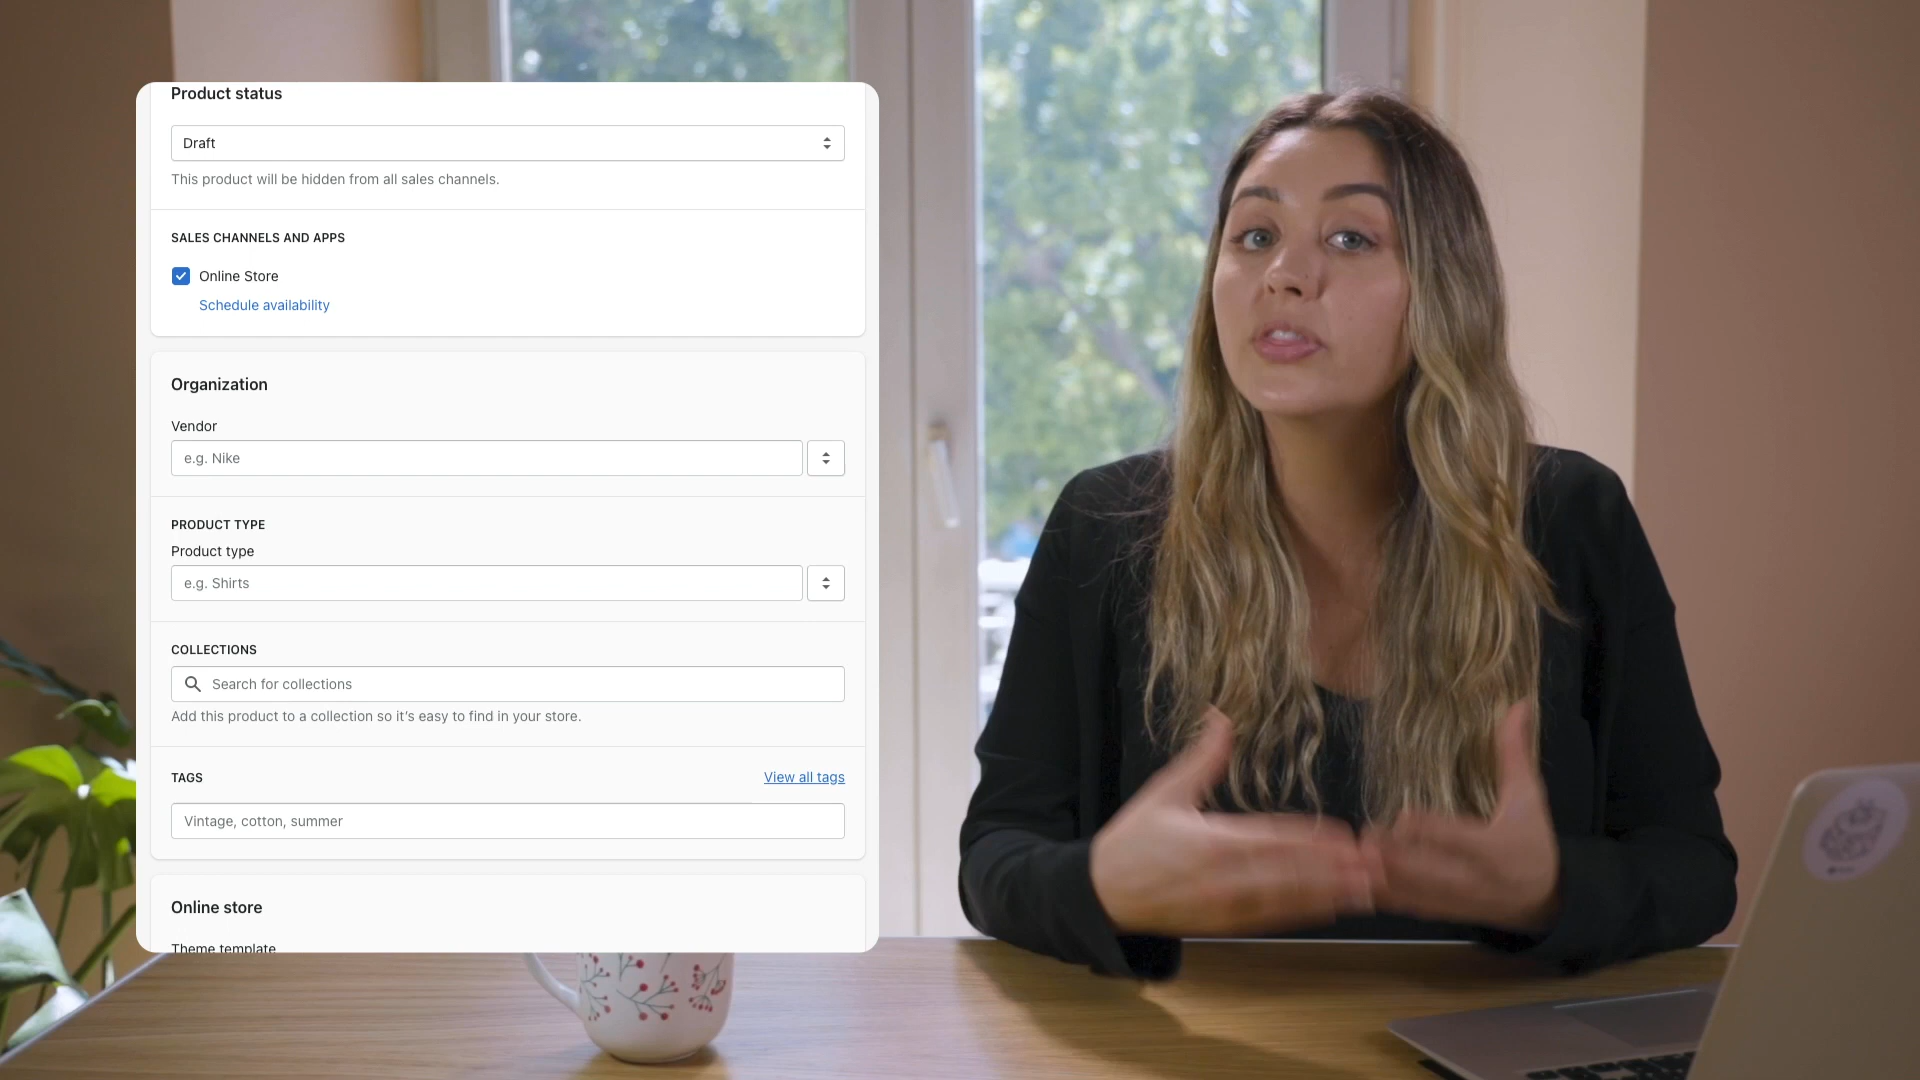 Product status
Draft
This product will be hidden from all sales channels.
SALES CHANNELS AND APPS
Online Store
Schedule availability
Organization
Vendor
e.g. Nike
PRODUCT TYPE
Product type
e.g. Shirts
COLLECTIONS
Search for collections
Add this product to a collection so it's easy to find in your store.
TAGS
View all tags
Vintage, cotton, summer
Online store
Theme template